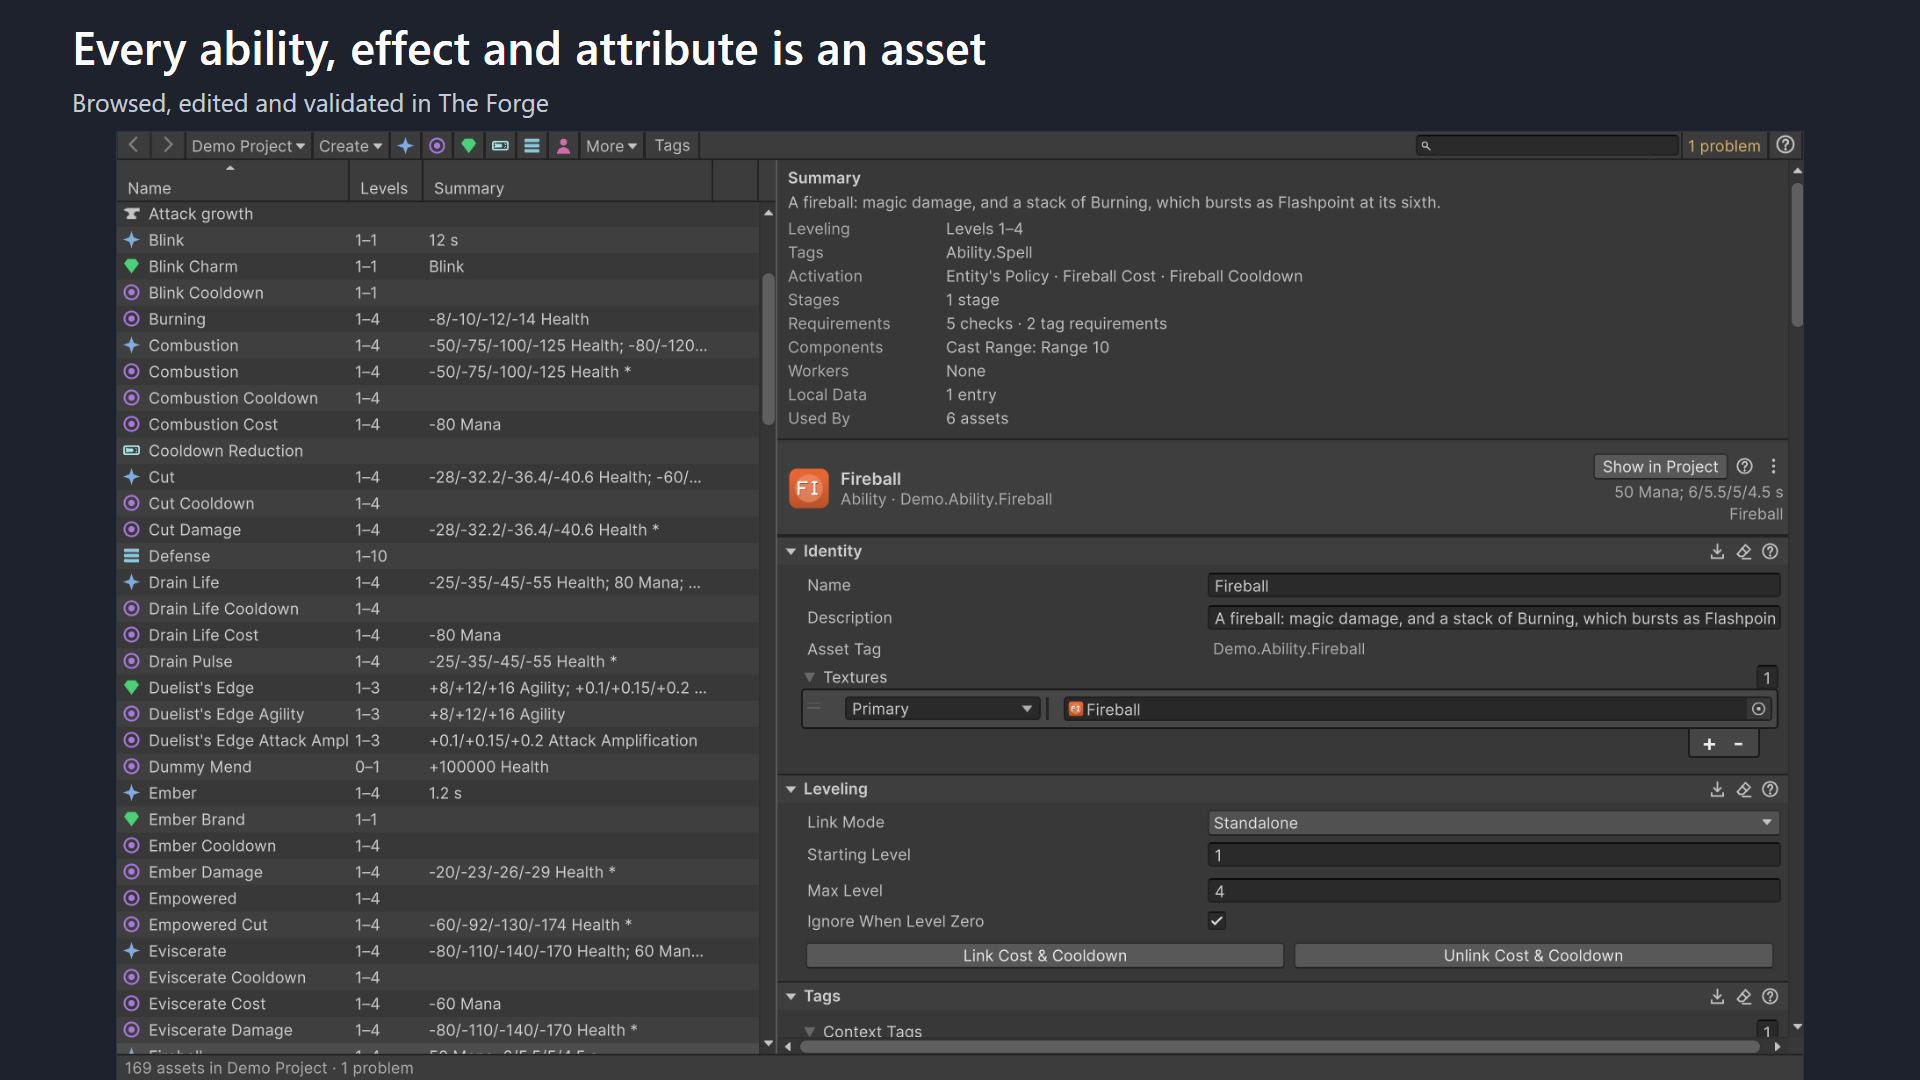 Every ability, effect and attribute is an asset
Browsed, edited and validated in The Forge
Demo Project Create More Tags 1 problem
Name Levels Summary
Attack growth
Blink 1–1 12 s
Blink Charm 1–1 Blink
Blink Cooldown 1–1
Burning 1–4 -8/-10/-12/-14 Health
Combustion 1–4 -50/-75/-100/-125 Health; -80/-120...
Combustion 1–4 -50/-75/-100/-125 Health *
Combustion Cooldown 1–4
Combustion Cost 1–4 -80 Mana
Cooldown Reduction
Cut 1–4 -28/-32.2/-36.4/-40.6 Health; -60/...
Cut Cooldown 1–4
Cut Damage 1–4 -28/-32.2/-36.4/-40.6 Health *
Defense 1–10
Drain Life 1–4 -25/-35/-45/-55 Health; 80 Mana; ...
Drain Life Cooldown 1–4
Drain Life Cost 1–4 -80 Mana
Drain Pulse 1–4 -25/-35/-45/-55 Health *
Duelist's Edge 1–3 +8/+12/+16 Agility; +0.1/+0.15/+0.2 ...
Duelist's Edge Agility 1–3 +8/+12/+16 Agility
Duelist's Edge Attack Ampl 1–3 +0.1/+0.15/+0.2 Attack Amplification
Dummy Mend 0–1 +100000 Health
Ember 1–4 1.2 s
Ember Brand 1–1
Ember Cooldown 1–4
Ember Damage 1–4 -20/-23/-26/-29 Health *
Empowered 1–4
Empowered Cut 1–4 -60/-92/-130/-174 Health *
Eviscerate 1–4 -80/-110/-140/-170 Health; 60 Man...
Eviscerate Cooldown 1–4
Eviscerate Cost 1–4 -60 Mana
Eviscerate Damage 1–4 -80/-110/-140/-170 Health *
169 assets in Demo Project · 1 problem
Summary
A fireball: magic damage, and a stack of Burning, which bursts as Flashpoint at its sixth.
Leveling Levels 1–4
Tags Ability.Spell
Activation Entity's Policy · Fireball Cost · Fireball Cooldown
Stages 1 stage
Requirements 5 checks · 2 tag requirements
Components Cast Range: Range 10
Workers None
Local Data 1 entry
Used By 6 assets
FI Fireball Show in Project
Ability · Demo.Ability.Fireball 50 Mana; 6/5.5/5/4.5 s
Fireball
Identity
Name Fireball
Description A fireball: magic damage, and a stack of Burning, which bursts as Flashpoin
Asset Tag Demo.Ability.Fireball
Textures 1
Primary FI Fireball
+ -
Leveling
Link Mode Standalone
Starting Level 1
Max Level 4
Ignore When Level Zero
Link Cost & Cooldown Unlink Cost & Cooldown
Tags
Context Tags 1